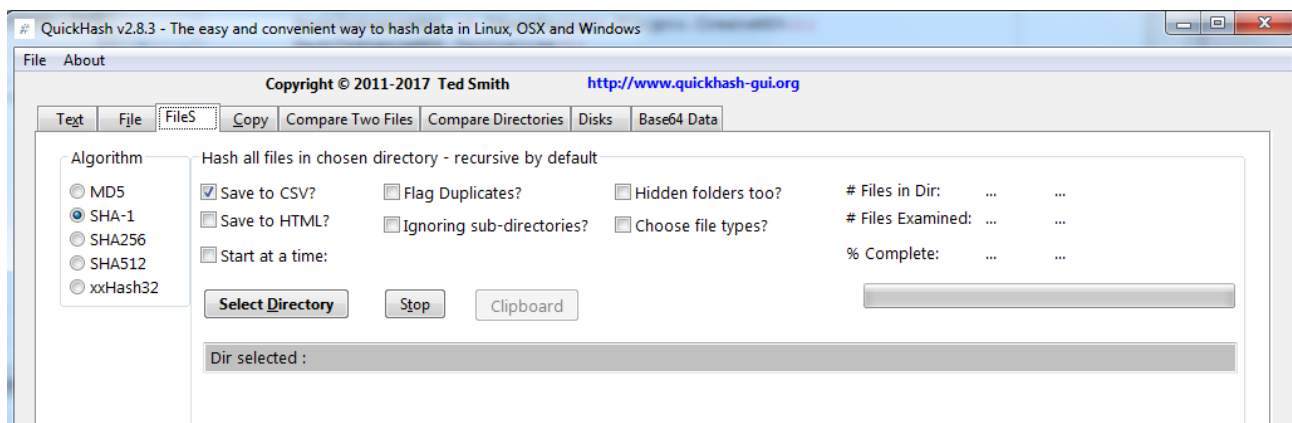 # QuickHash v2.8.3 - The easy and convenient way to hash data in Linux, OSX and Windows
File About
Copyright © 2011-2017 Ted Smith http://www.quickhash-gui.org
Text File FileS Copy Compare Two Files Compare Directories Disks Base64 Data
Algorithm
MD5
SHA-1
SHA256
SHA512
xxHash32
Hash all files in chosen directory - recursive by default
Save to CSV? Flag Duplicates? Hidden folders too? # Files in Dir: ... ...
Save to HTML? Ignoring sub-directories? Choose file types? # Files Examined: ... ...
Start at a time: % Complete: ... ...
Select Directory Stop Clipboard
Dir selected :